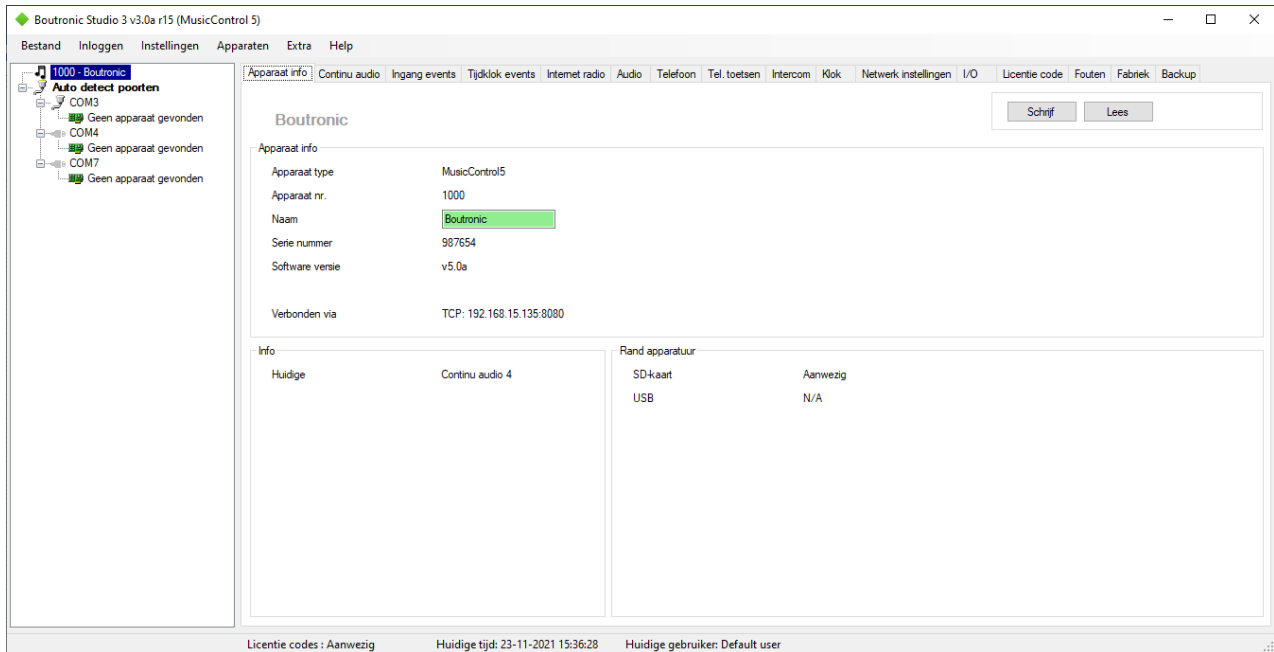 Boutronic Studio 3 v3.0a r15 (MusicControl 5)
Bestand Inloggen Instellingen Apparaten Extra Help
1000 - Boutronic
Auto detect poorten
COM3
Geen apparaat gevonden
COM4
Geen apparaat gevonden
COM7
Geen apparaat gevonden
Apparaat info Continu audio Ingang events Tijdklok events Internet radio Audio Telefoon Tel. toetsen Intercom Klok Netwerk instellingen I/O Licentie code Fouten Fabriek Backup
Boutronic
Schrijf Lees
Apparaat info
Apparaat type MusicControl5
Apparaat nr. 1000
Naam Boutronic
Serie nummer 987654
Software versie v5.0a
Verbonden via TCP: 192.168.15.135:8080
Info
Huidige Continu audio 4
Rand apparatuur
SD-kaart Aanwezig
USB N/A
Licentie codes : Aanwezig Huidige tijd: 23-11-2021 15:36:28 Huidige gebruiker: Default user